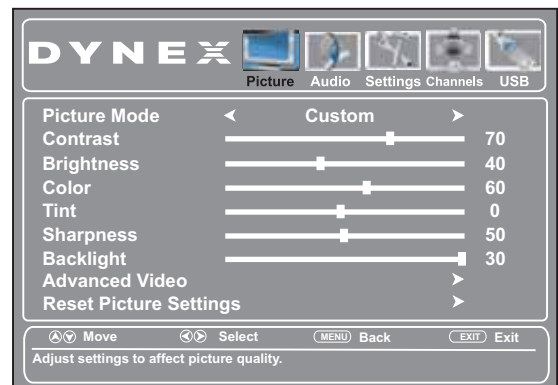 DYNEX
Picture Audio Settings Channels USB
Picture Mode Custom
Contrast 70
Brightness 40
Color 60
Tint 0
Sharpness 50
Backlight 30
Advanced Video
Reset Picture Settings
Move Select MENU Back EXIT Exit
Adjust settings to affect picture quality.